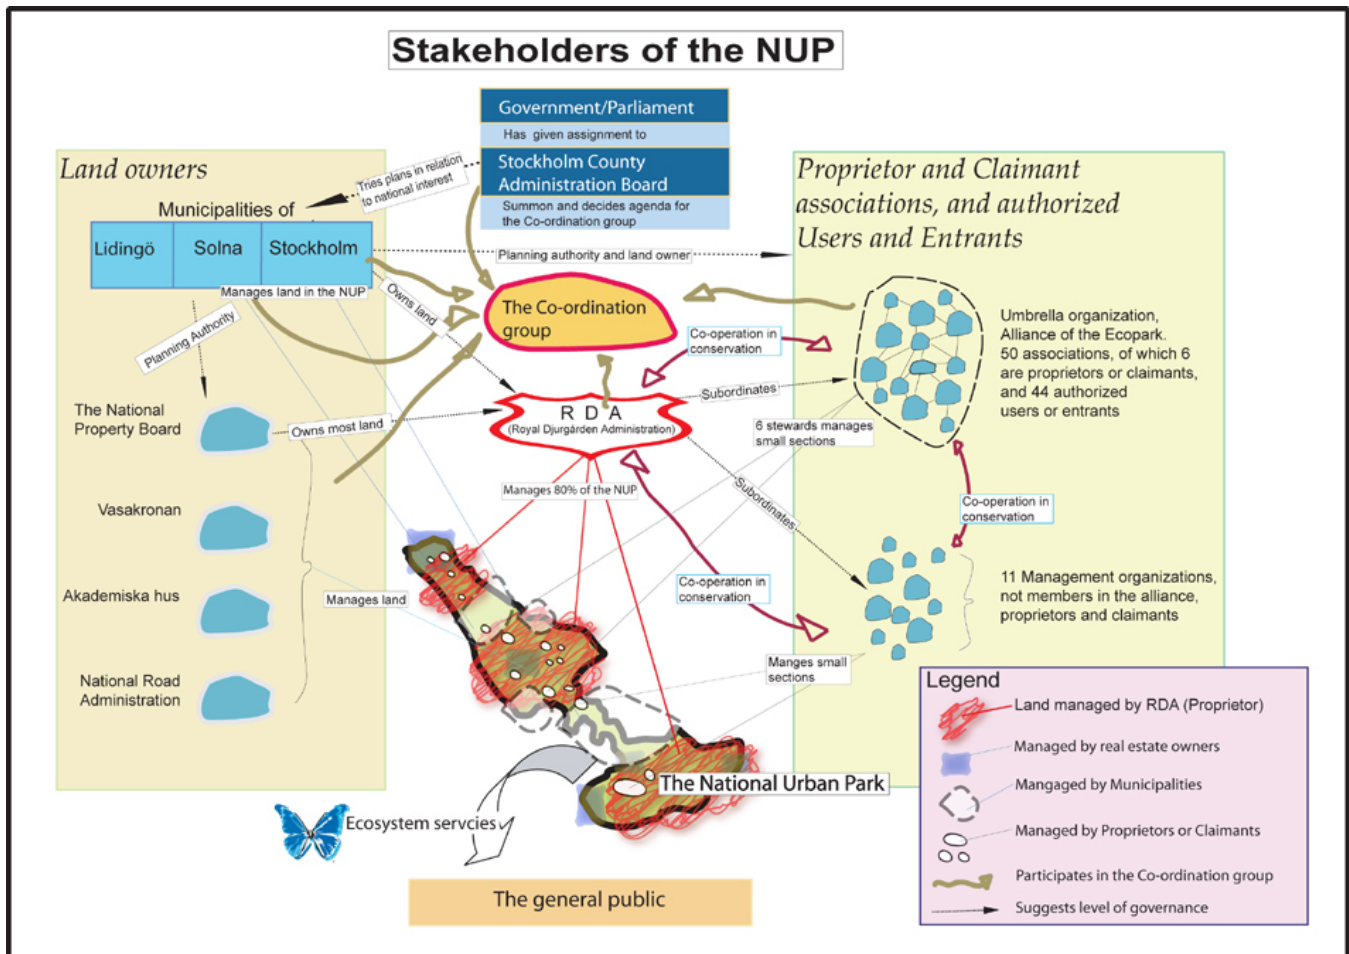 Stakeholders of the NUP
Government/Parliament
Has given assignment to
Stockholm County
Administration Board
Summon and decides agenda for
the Co-ordination group
Land owners
Tries plans in relation
to national interest
Municipalities of
Lidingö
Solna
Stockholm
Manages land in the NUP
Planning Authority
Owns land
Planning authority and land owner
The Co-ordination
group
The National
Property Board
Owns most land
Vasakronan
Akademiska hus
National Road
Administration
Manages land
R D A
(Royal Djurgården Administration)
Manages 80% of the NUP
Co-operation in
conservation
Subordinates
6 stewards manages
small sections
Subordinates
Co-operation in
conservation
Manges small
sections
Proprietor and Claimant
associations, and authorized
Users and Entrants
Umbrella organization,
Alliance of the Ecopark.
50 associations, of which 6
are proprietors or claimants,
and 44 authorized
users or entrants
Co-operation in
conservation
11 Management organizations,
not members in the alliance,
proprietors and claimants
The National Urban Park
Ecosystem servcies
The general public
Legend
Land managed by RDA (Proprietor)
Managed by real estate owners
Mangaged by Municipalities
Managed by Proprietors or Claimants
Participates in the Co-ordination group
Suggests level of governance